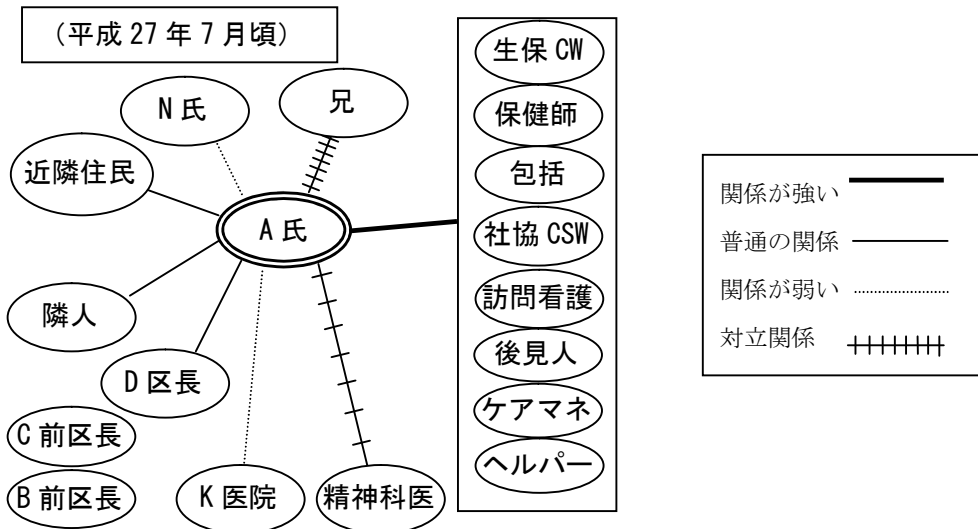 (平成 27 年 7 月頃)
N 氏
兄
近隣住民
A 氏
隣人
D 区長
C 前区長
B 前区長
K 医院
精神科医
生保 CW
保健師
包括
社協 CSW
訪問看護
後見人
ケアマネ
ヘルパー
関係が強い
普通の関係
関係が弱い
対立関係